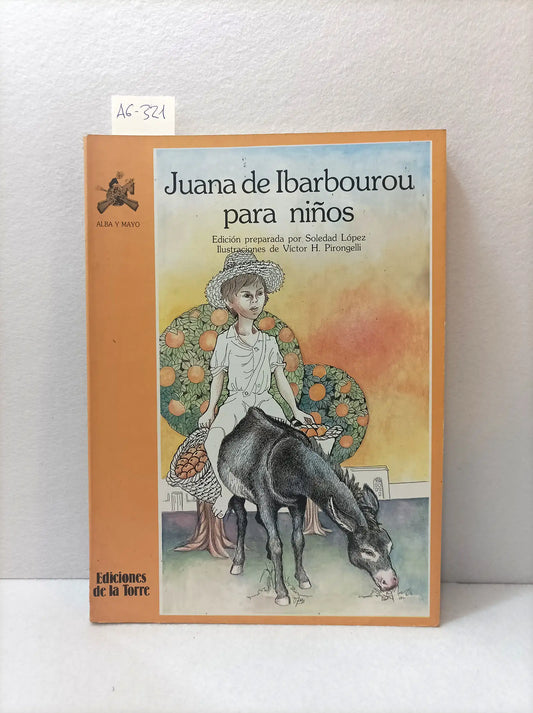 A6-321
Juana de Ibarbourou
para niños
Edición preparada por Soledad López
Ilustraciones de Víctor H. Pirongelli
ALBA Y MAYO
Ediciones
de la Torre